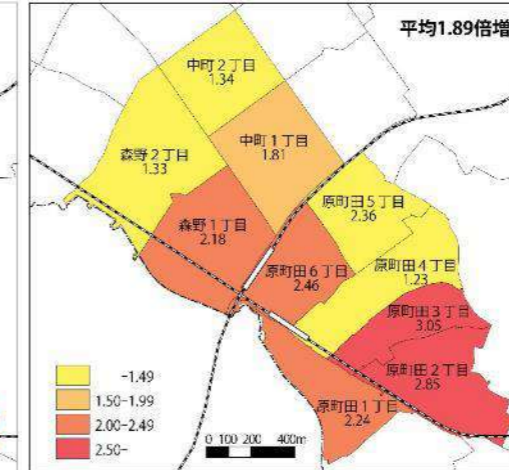 平均1.89倍増
中町２丁目
1.34
中町１丁目
1.81
森野２丁目
1.33
原町田５丁目
2.36
森野１丁目
2.18
原町田６丁目
2.46
原町田４丁目
1.23
原町田３丁目
3.05
原町田２丁目
2.85
原町田１丁目
2.24
-1.49
1.50-1.99
2.00-2.49
2.50-
0 100 200 400m